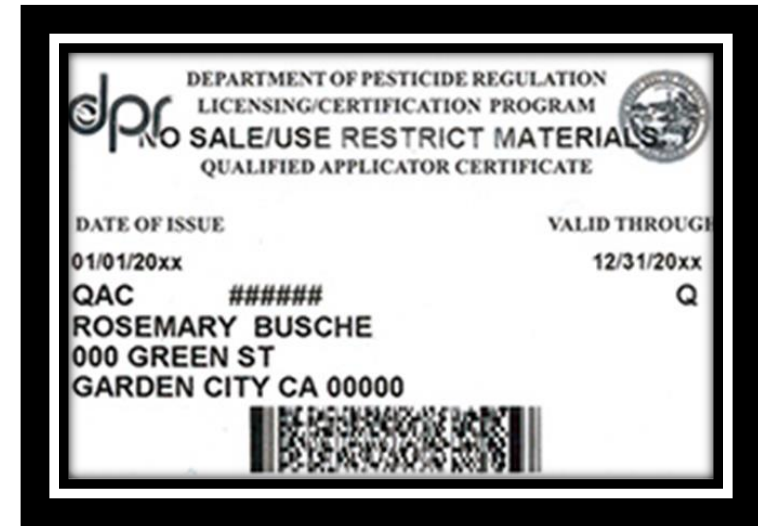 DEPARTMENT OF PESTICIDE REGULATION
dpr LICENSING/CERTIFICATION PROGRAM
NO SALE/USE RESTRICT MATERIALS
QUALIFIED APPLICATOR CERTIFICATE
DATE OF ISSUE VALID THROUGH
01/01/20xx 12/31/20xx
QAC ###### Q
ROSEMARY BUSCHE
000 GREEN ST
GARDEN CITY CA 00000